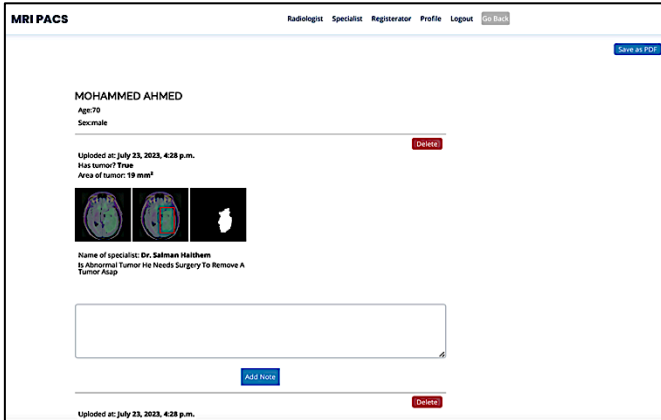 MRI PACS
Radiologist Specialist Registerator Profile Logout Go Back
Save as PDF
MOHAMMED AHMED
Age:70
Sex:male
Delete
Uploded at: July 23, 2023, 4:28 p.m.
Has tumor? True
Area of tumor: 19 mm²
Name of specialist: Dr. Salman Haithem
Is Abnormal Tumor He Needs Surgery To Remove A
Tumor Asap
Add Note
Delete
Uploded at: July 23, 2023, 4:28 p.m.